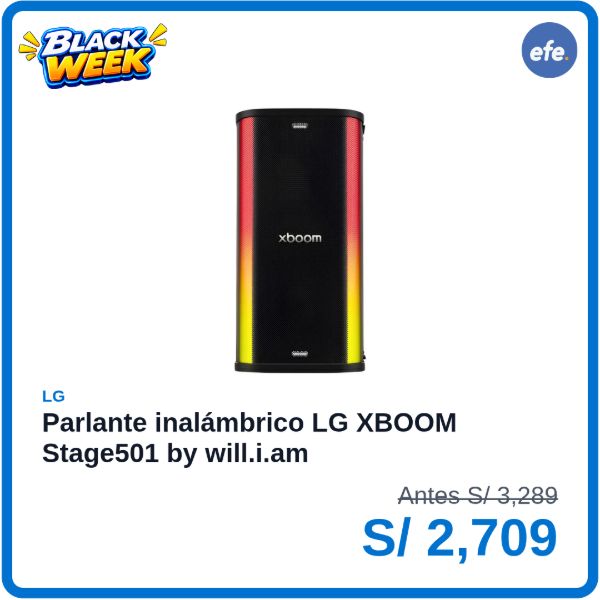 BLACK
WEEK
efe.
xboom
LG
Parlante inalámbrico LG XBOOM
Stage501 by will.i.am
Antes S/ 3,289
S/ 2,709